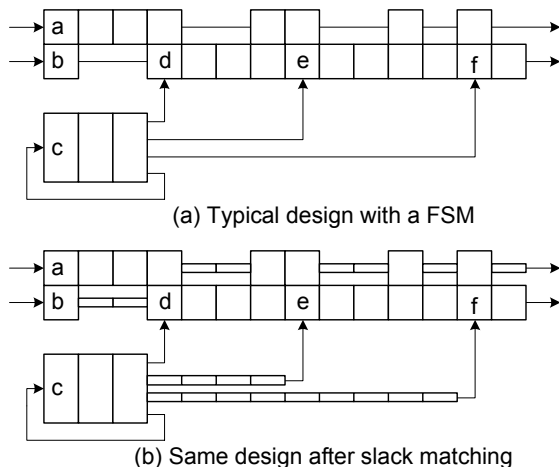 a
b
d
e
f
c
(a) Typical design with a FSM
a
b
d
e
f
c
(b) Same design after slack matching